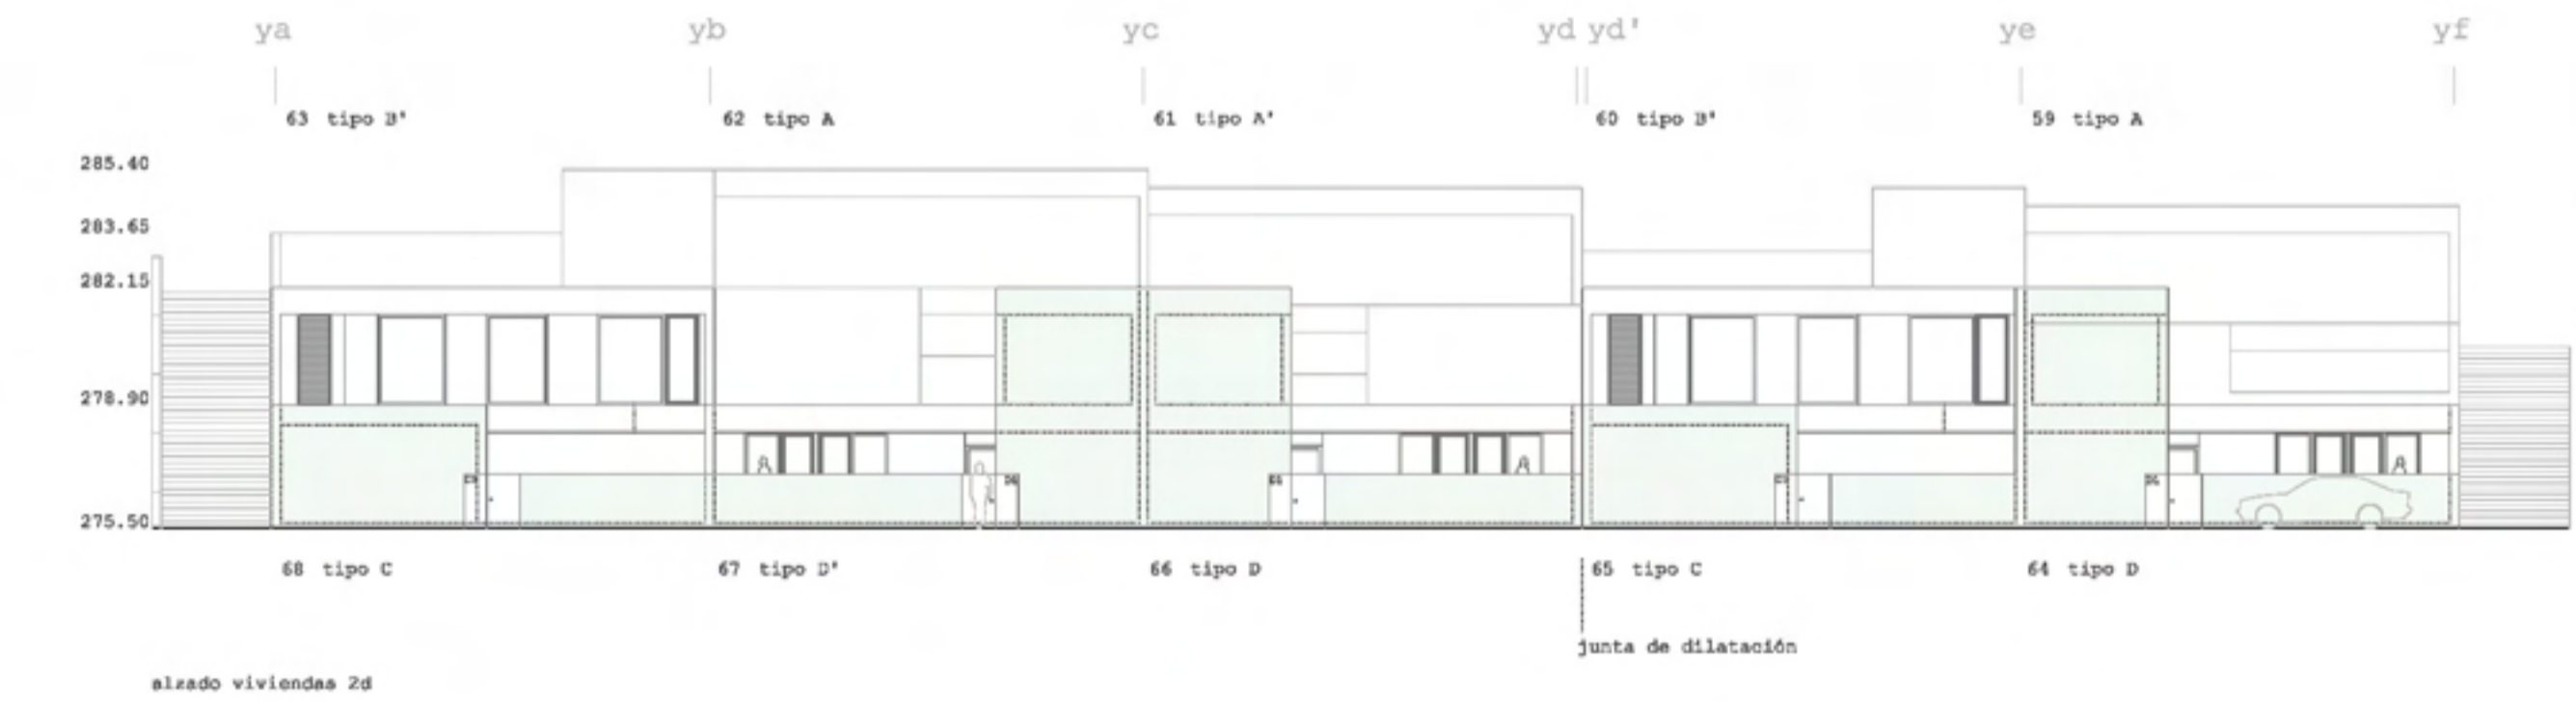 ya yb yc yd yd' ye yf
63 tipo B' 62 tipo A 61 tipo A' 60 tipo B' 59 tipo A
285.40
283.65
282.15
278.90
275.50
68 tipo C 67 tipo D' 66 tipo D 65 tipo C 64 tipo D
junta de dilatación
alzado viviendas 2d